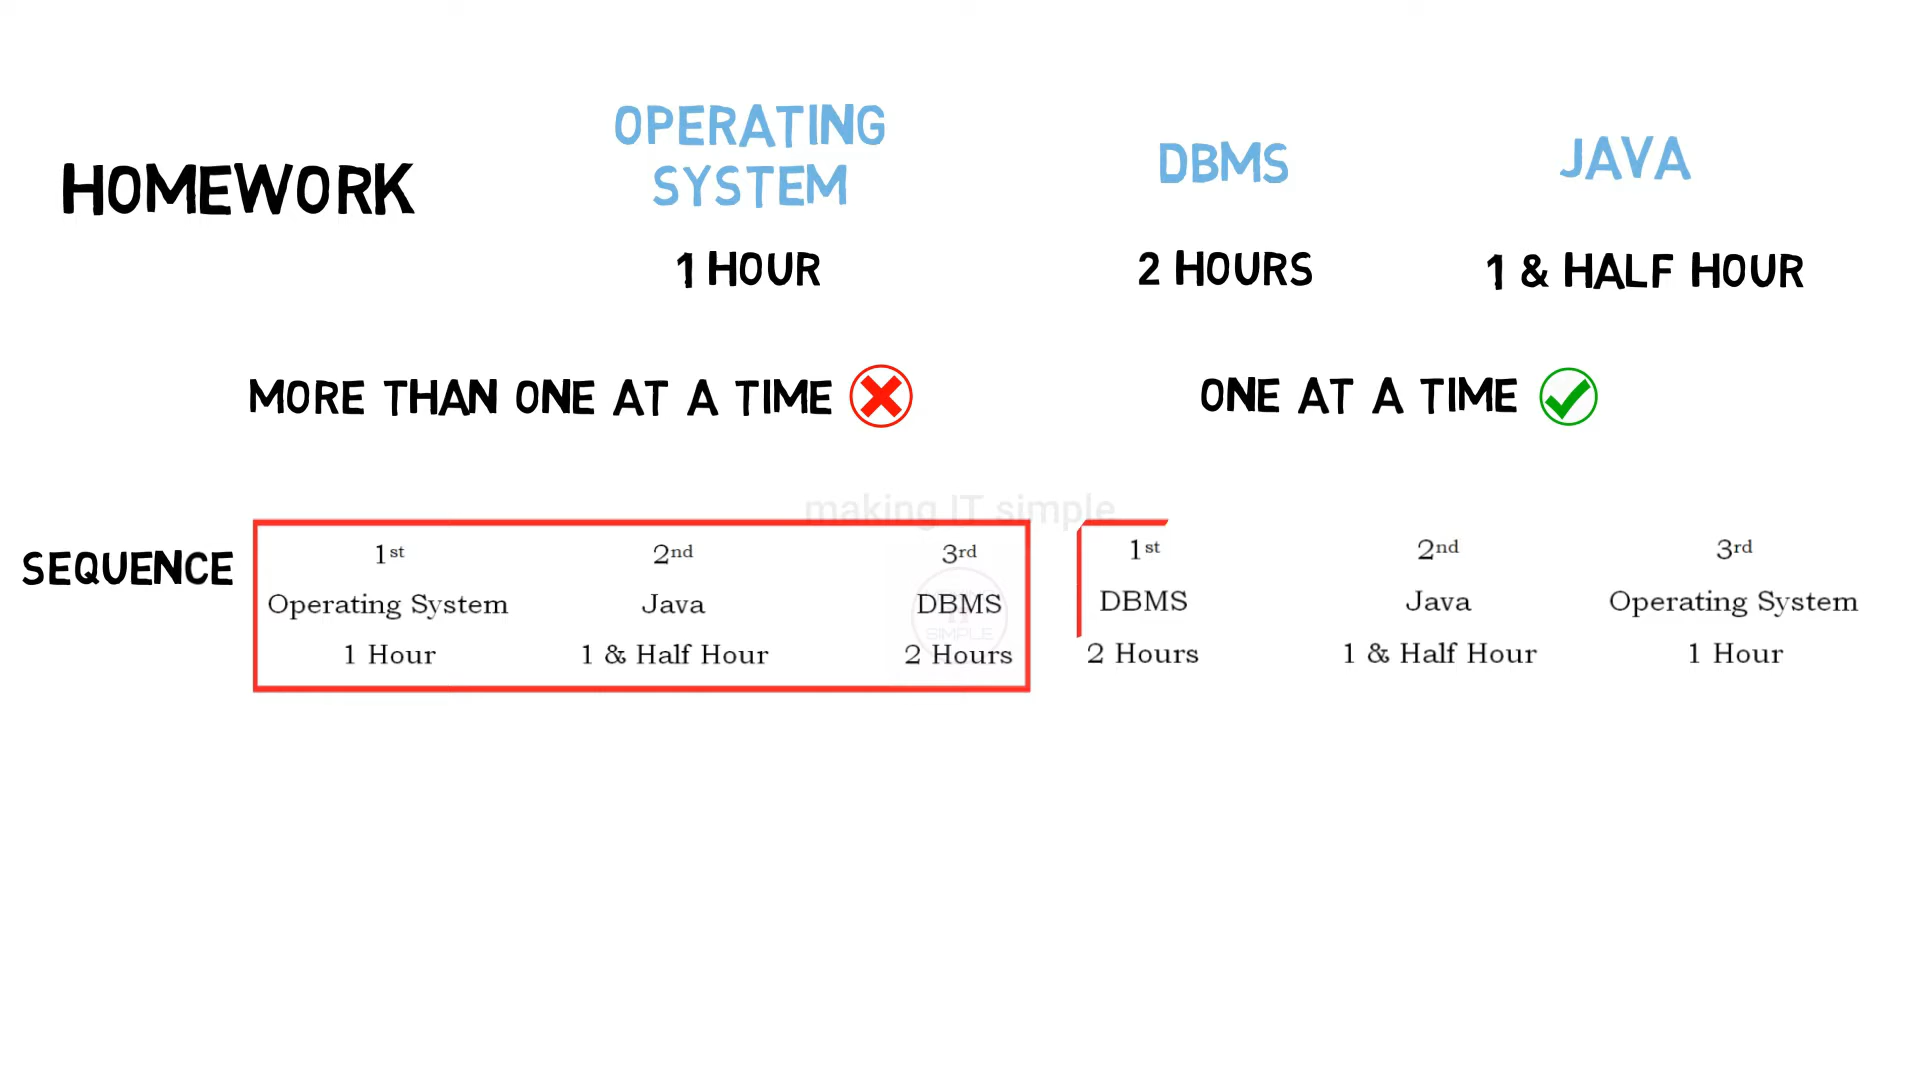 OPERATING
SYSTEM
DBMS
JAVA
HOMEWORK
1 HOUR
2 HOURS
1 & HALF HOUR
MORE THAN ONE AT A TIME
ONE AT A TIME
making IT simple
SEQUENCE
1st 2nd 3rd
Operating System Java DBMS
1 Hour 1 & Half Hour 2 Hours
SIMPLE
1st 2nd 3rd
DBMS Java Operating System
2 Hours 1 & Half Hour 1 Hour